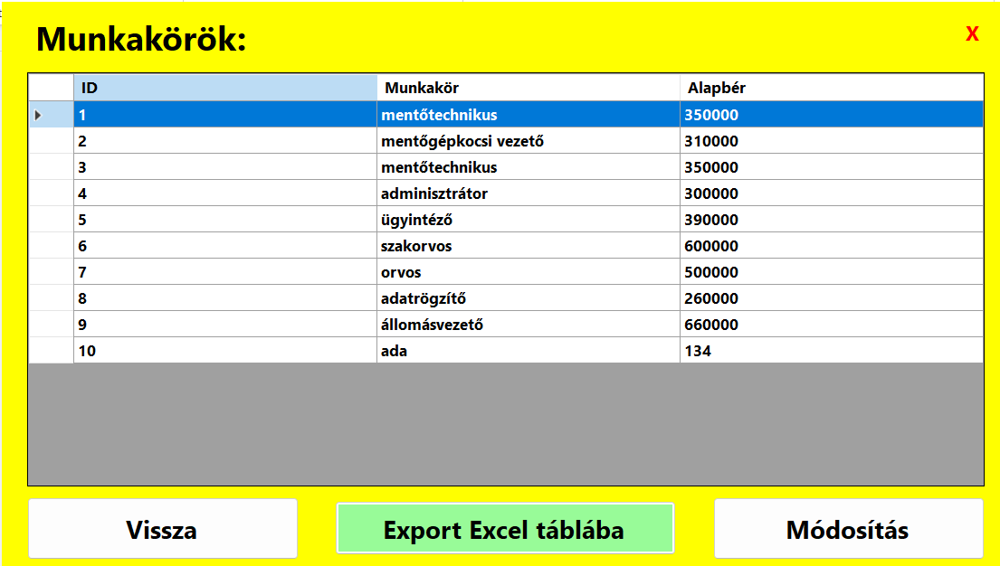 Munkakörök:
X
ID Munkakör Alapbér
1 mentőtechnikus 350000
2 mentőgépkocsi vezető 310000
3 mentőtechnikus 350000
4 adminisztrátor 300000
5 ügyintéző 390000
6 szakorvos 600000
7 orvos 500000
8 adatrögzítő 260000
9 állomásvezető 660000
10 ada 134
Vissza Export Excel táblába Módosítás